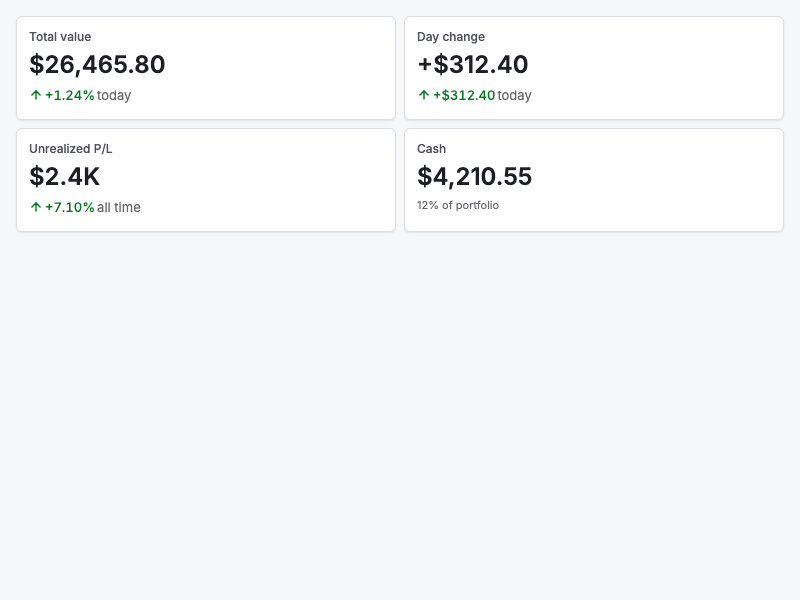 Total value
$26,465.80
↑ +1.24% today
Day change
+$312.40
↑ +$312.40 today
Unrealized P/L
$2.4K
↑ +7.10% all time
Cash
$4,210.55
12% of portfolio